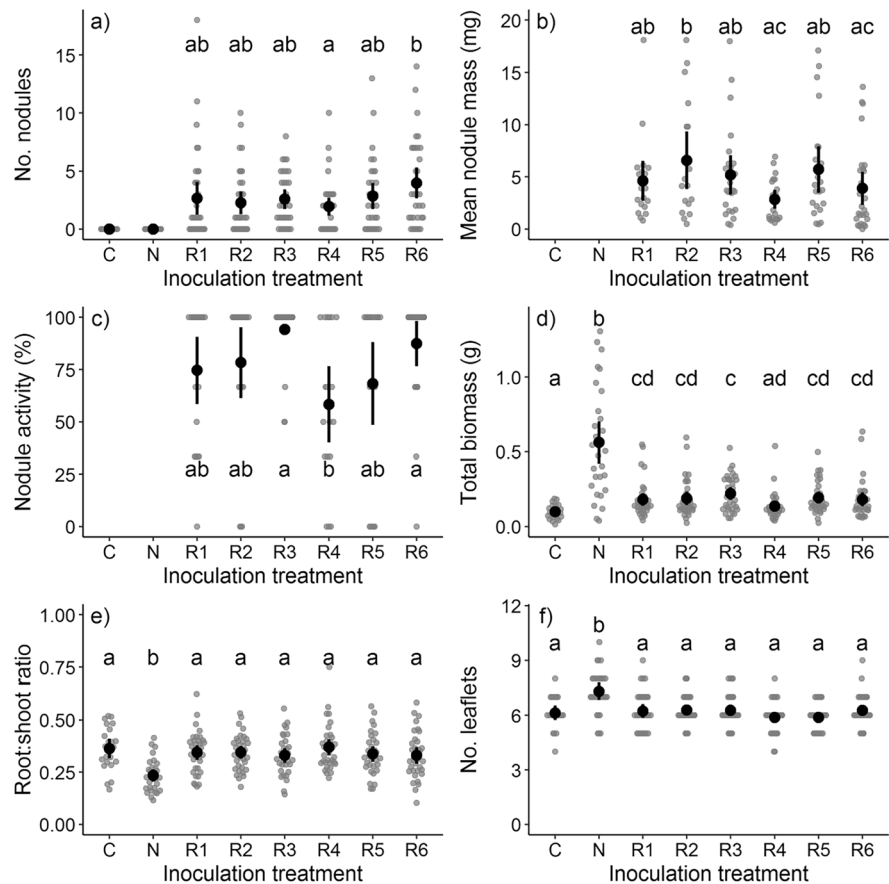 a)
ab ab ab a ab b
No. nodules
15
10
5
0
C N R1 R2 R3 R4 R5 R6
Inoculation treatment
b)
ab b ab ac ab ac
Mean nodule mass (mg)
20
15
10
5
0
C N R1 R2 R3 R4 R5 R6
Inoculation treatment
c)
Nodule activity (%)
100
75
50
25
0
ab ab a b ab a
C N R1 R2 R3 R4 R5 R6
Inoculation treatment
d)
b
a cd cd c ad cd cd
Total biomass (g)
1.0
0.5
0.0
C N R1 R2 R3 R4 R5 R6
Inoculation treatment
e)
a b a a a a a a
Root:shoot ratio
1.00
0.75
0.50
0.25
0.00
C N R1 R2 R3 R4 R5 R6
Inoculation treatment
f)
a b a a a a a a
No. leaflets
12
9
6
3
0
C N R1 R2 R3 R4 R5 R6
Inoculation treatment